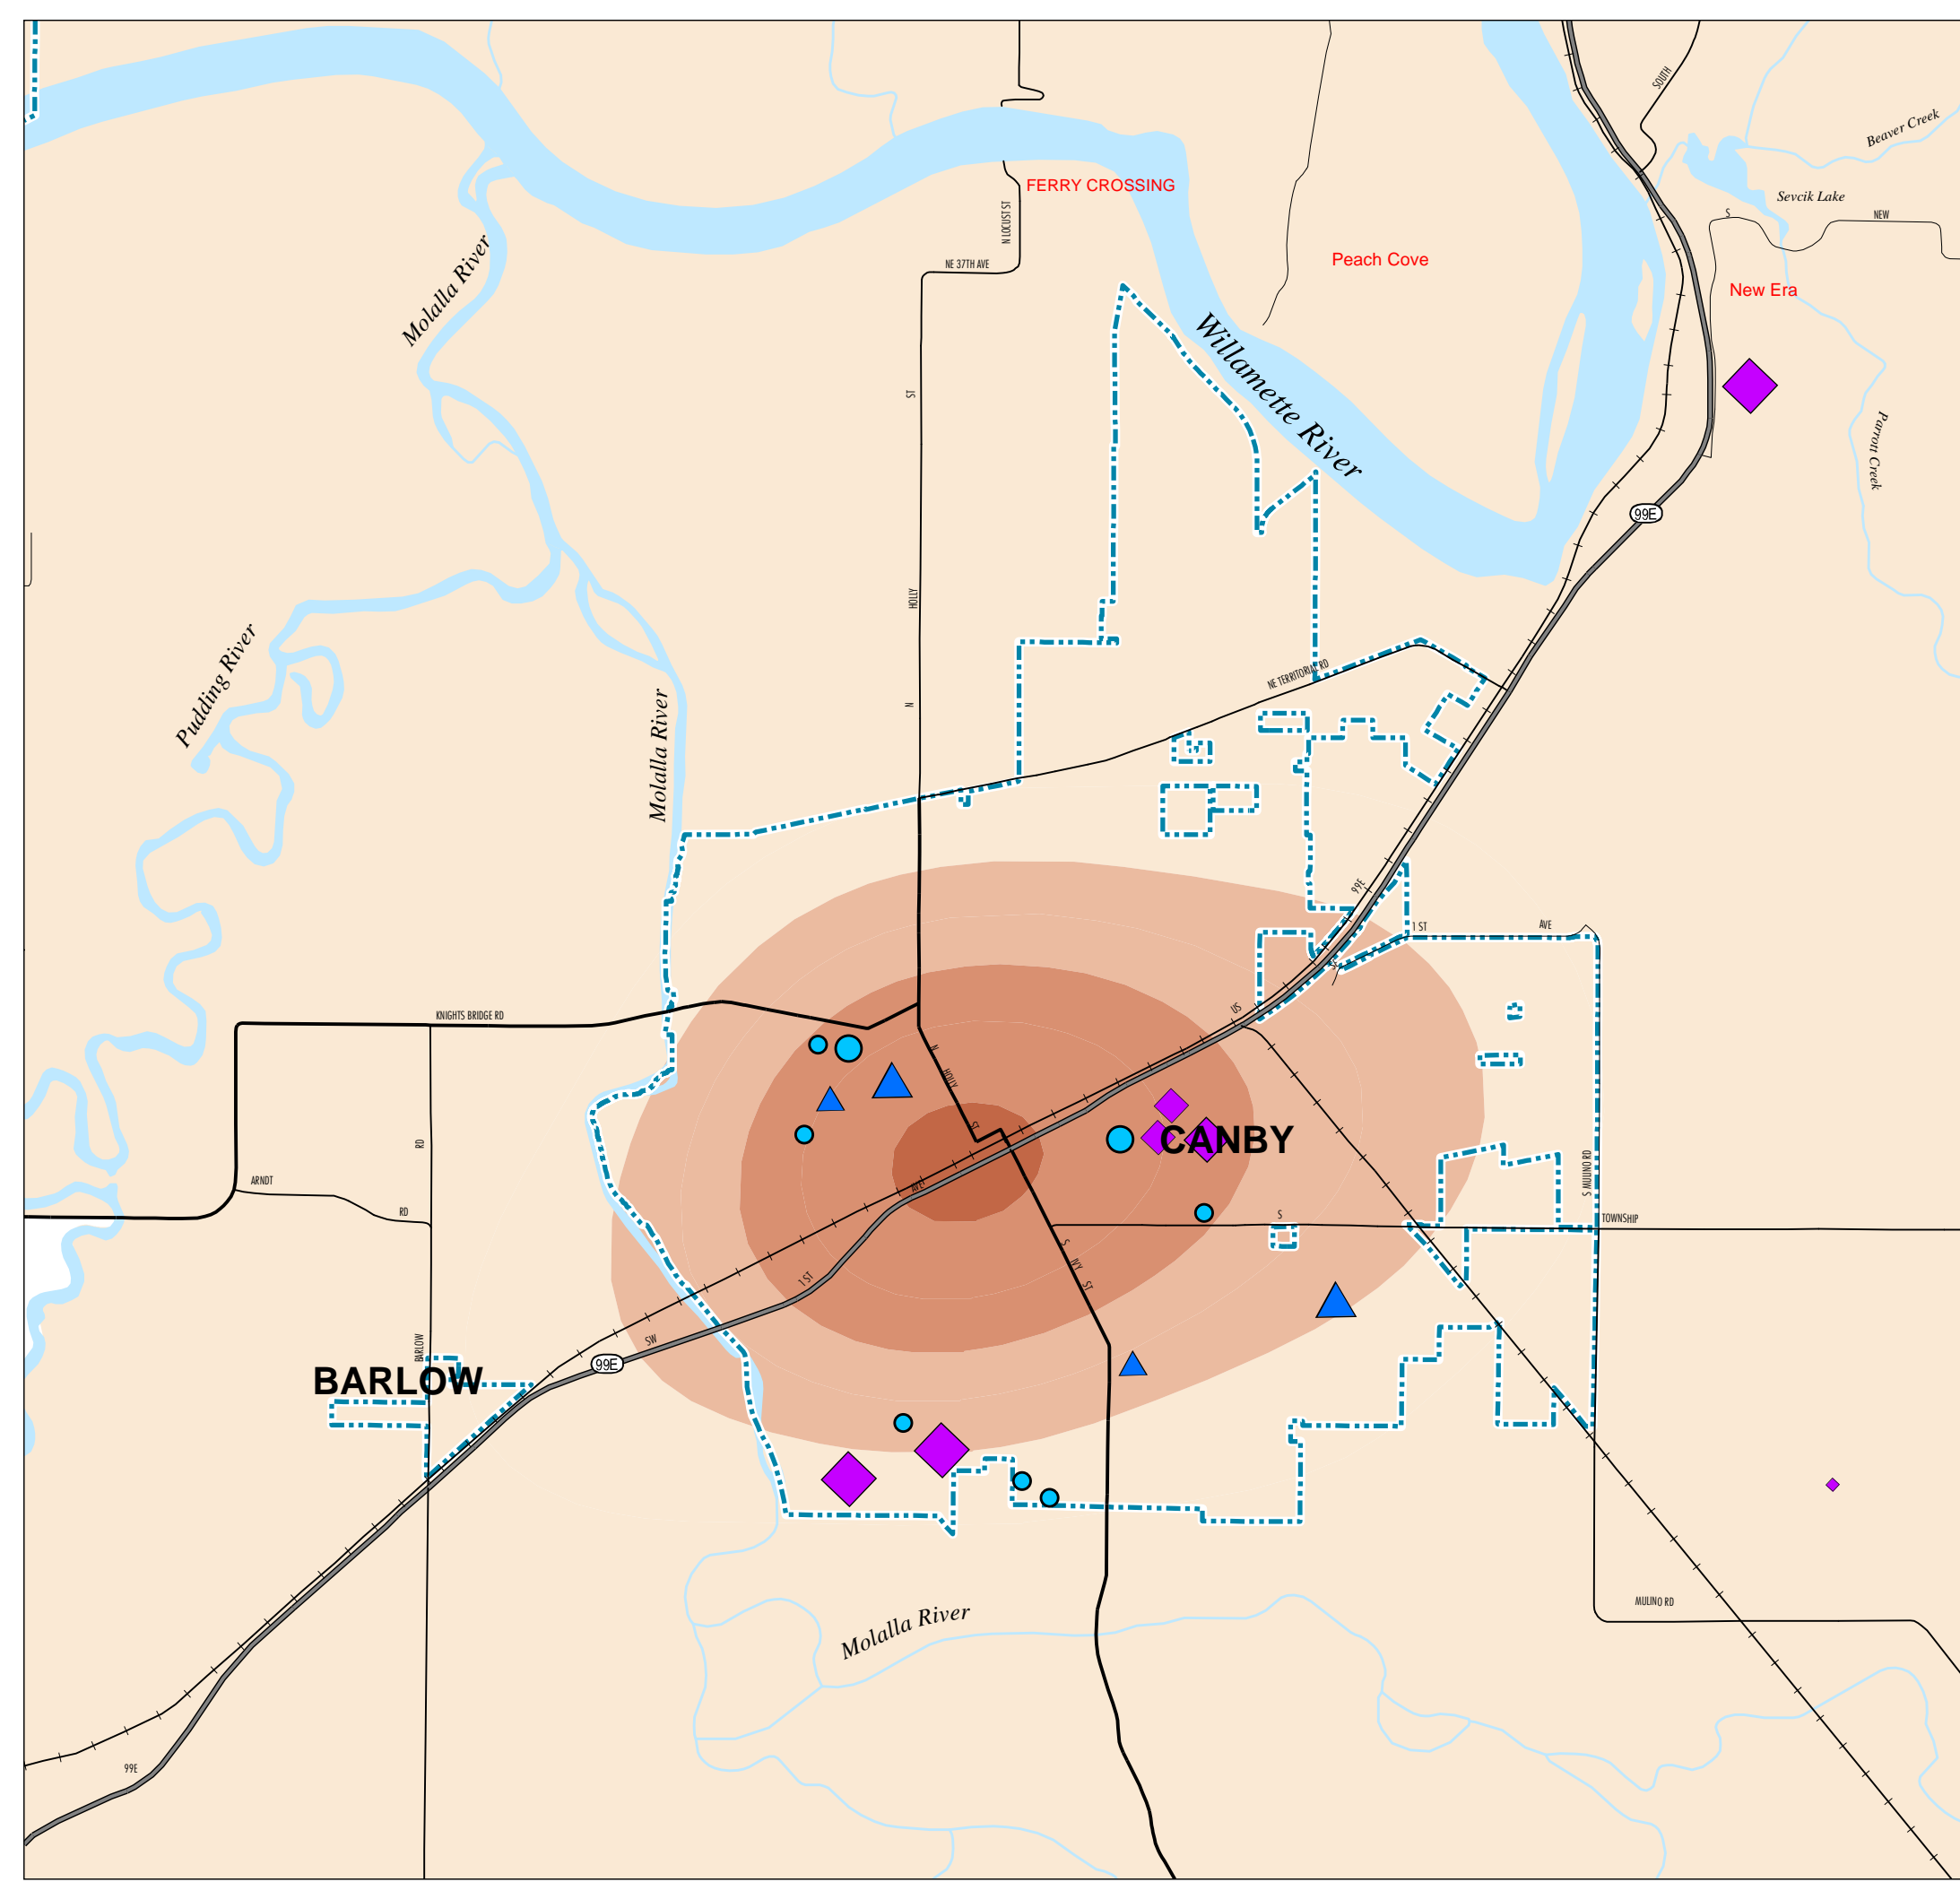 SOUTH
Beaver Creek
FERRY CROSSING
Sevcik Lake
S
NEW
N LOCUST ST
Molalla River
NE 37TH AVE
Peach Cove
New Era
Willamette River
ST
Parrott Creek
99E
HOLLY
Pudding River
NE TERRITORIAL RD
N
Molalla River
99E
1 ST
AVE
S
KNIGHTS BRIDGE RD
US
N
HOLLY
ST
CANBY
RD
ARNDT
RD
AVE
S MULINO RD
S
TOWNSHIP
S
IVY
ST
1 ST
SW
99E
BARLOW
BARLOW
Molalla River
MULINO RD
99E